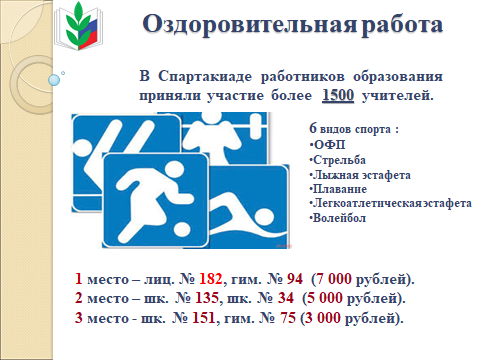 Оздоровительная работа
В Спартакиаде работников образования
приняли участие более 1500 учителей.
6 видов спорта :
•ОФП
•Стрельба
•Лыжная эстафета
•Плавание
•Легкоатлетическая эстафета
•Волейбол
1 место – лиц. № 182, гим. № 94 (7 000 рублей).
2 место – шк. № 135, шк. № 34 (5 000 рублей).
3 место - шк. № 151, гим. № 75 (3 000 рублей).